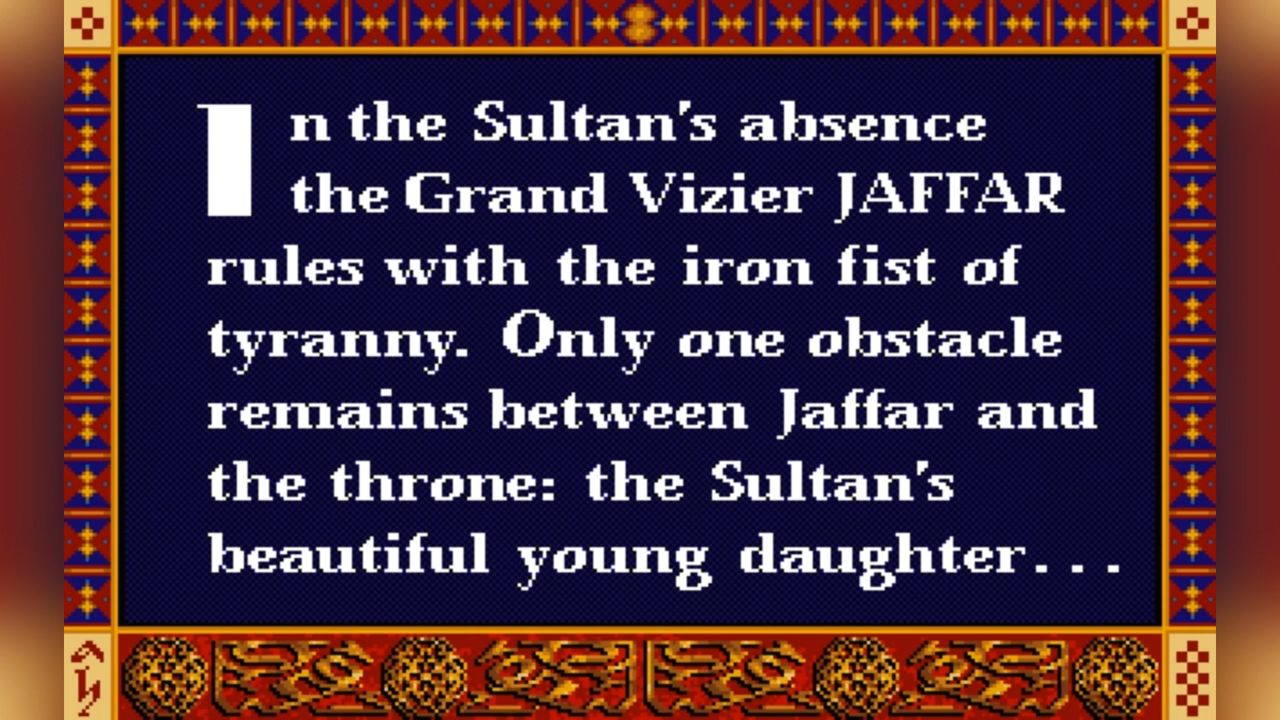 In the Sultan's absence
the Grand Vizier JAFFAR
rules with the iron fist of
tyranny. Only one obstacle
remains between Jaffar and
the throne: the Sultan's
beautiful young daughter...